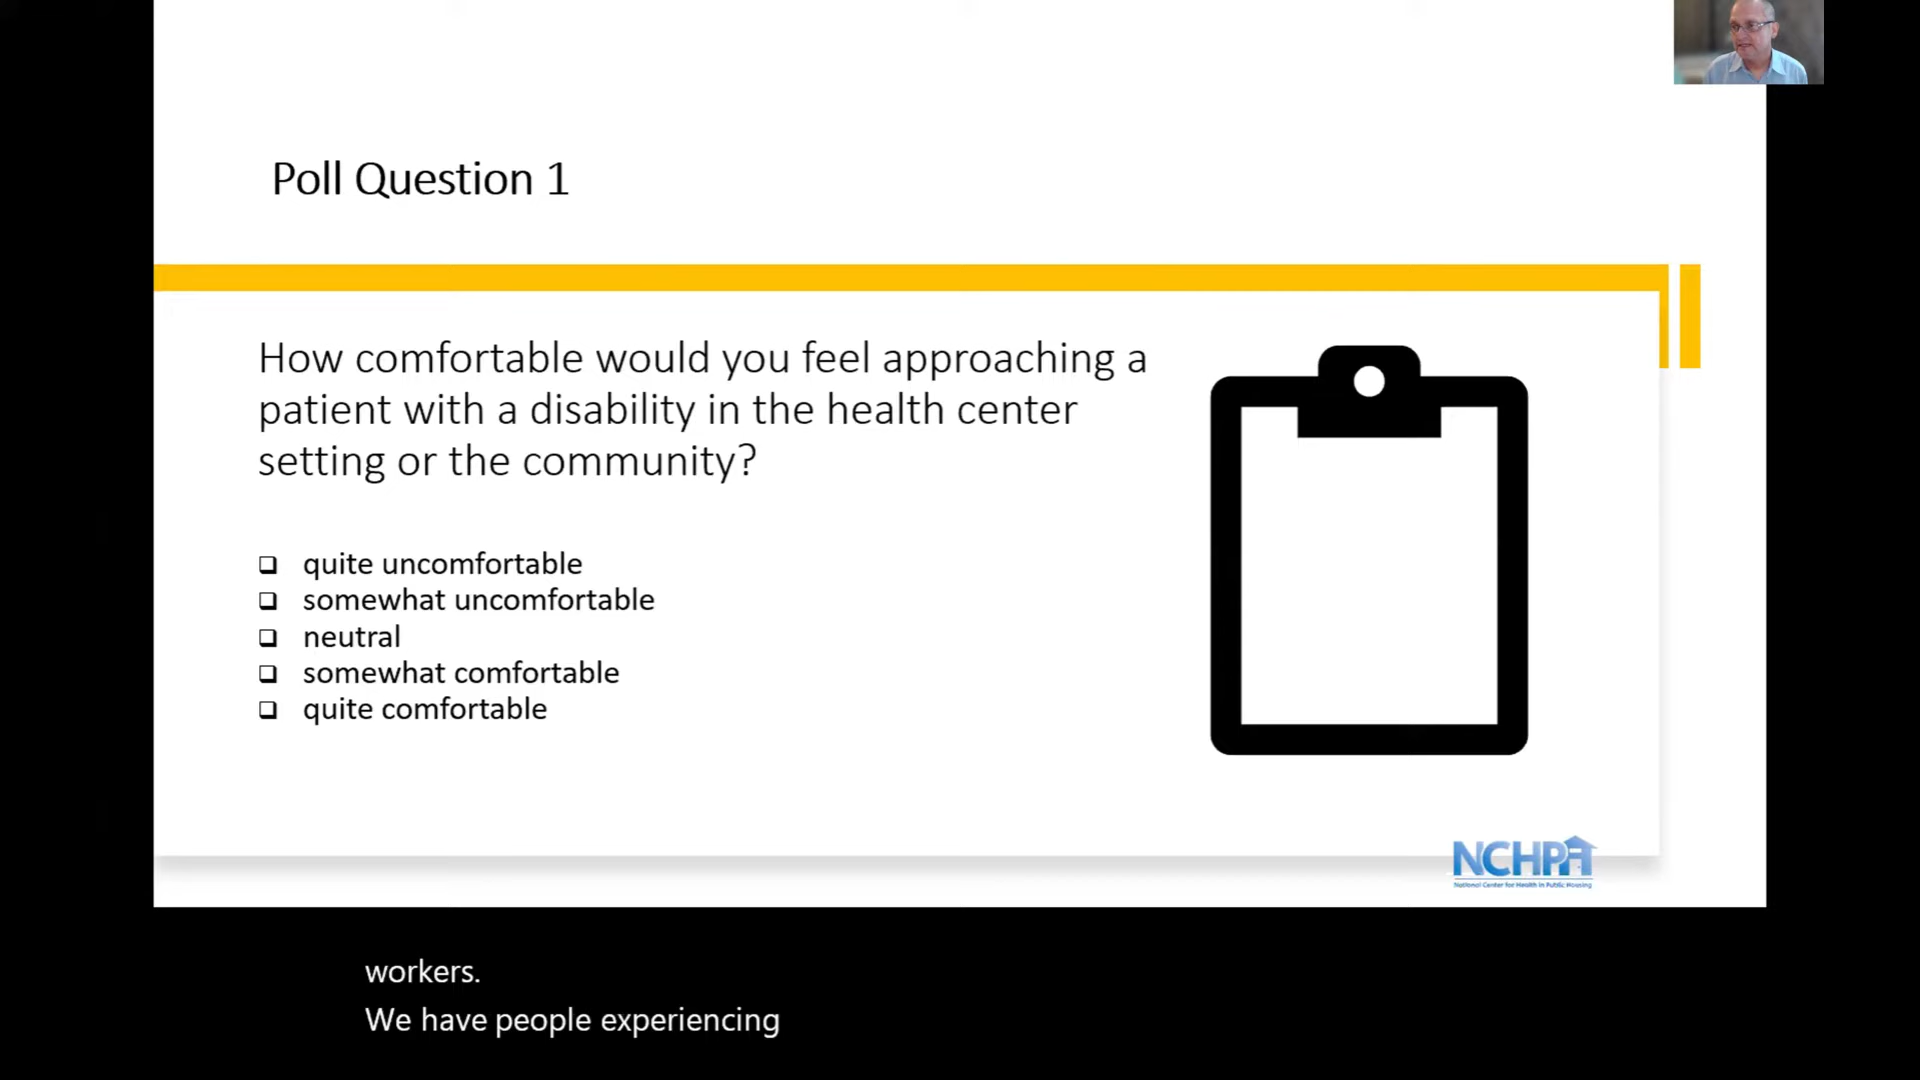 Poll Question 1
How comfortable would you feel approaching a
patient with a disability in the health center
setting or the community?
quite uncomfortable
somewhat uncomfortable
neutral
somewhat comfortable
quite comfortable
NCHPH
National Center for Health in Public Housing
workers.
We have people experiencing